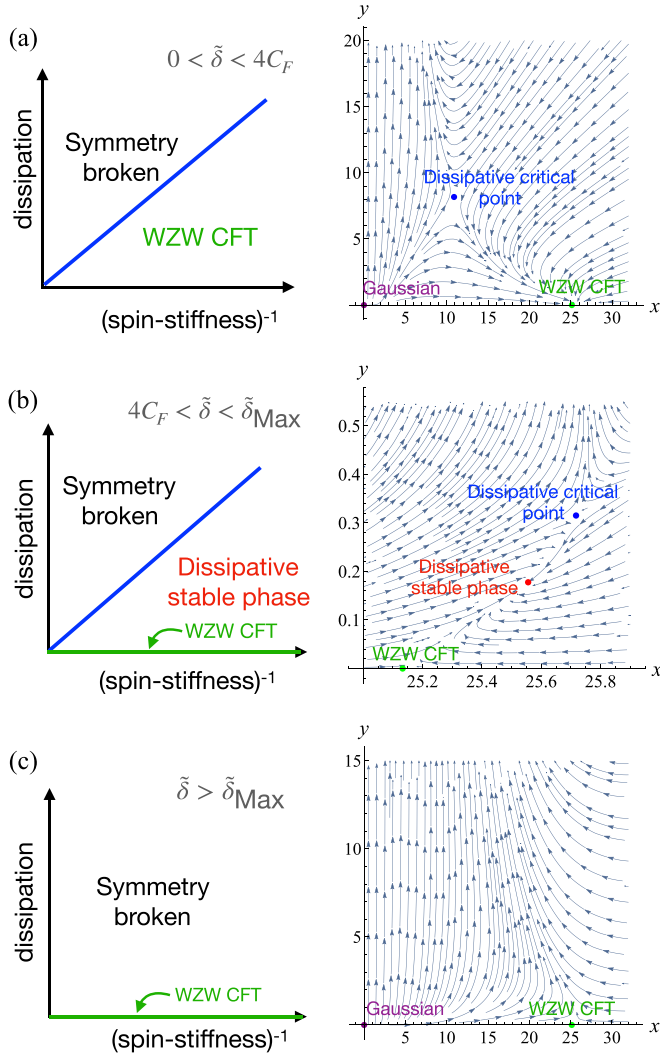 (a)
0 < δ̃ < 4C_F
dissipation
Symmetry
broken
WZW CFT
(spin-stiffness)⁻¹
y
20
15
10
5
Dissipative critical
point
Gaussian
WZW CFT
5 10 15 20 25 30 x
(b)
4C_F < δ̃ < δ̃_Max
dissipation
Symmetry
broken
Dissipative
stable phase
WZW CFT
(spin-stiffness)⁻¹
y
0.5
0.4
0.3
0.2
0.1
Dissipative critical
point
Dissipative
stable phase
WZW CFT
25.2 25.4 25.6 25.8 x
(c)
δ̃ > δ̃_Max
dissipation
Symmetry
broken
WZW CFT
(spin-stiffness)⁻¹
y
15
10
5
Gaussian
WZW CFT
5 10 15 20 25 30 x